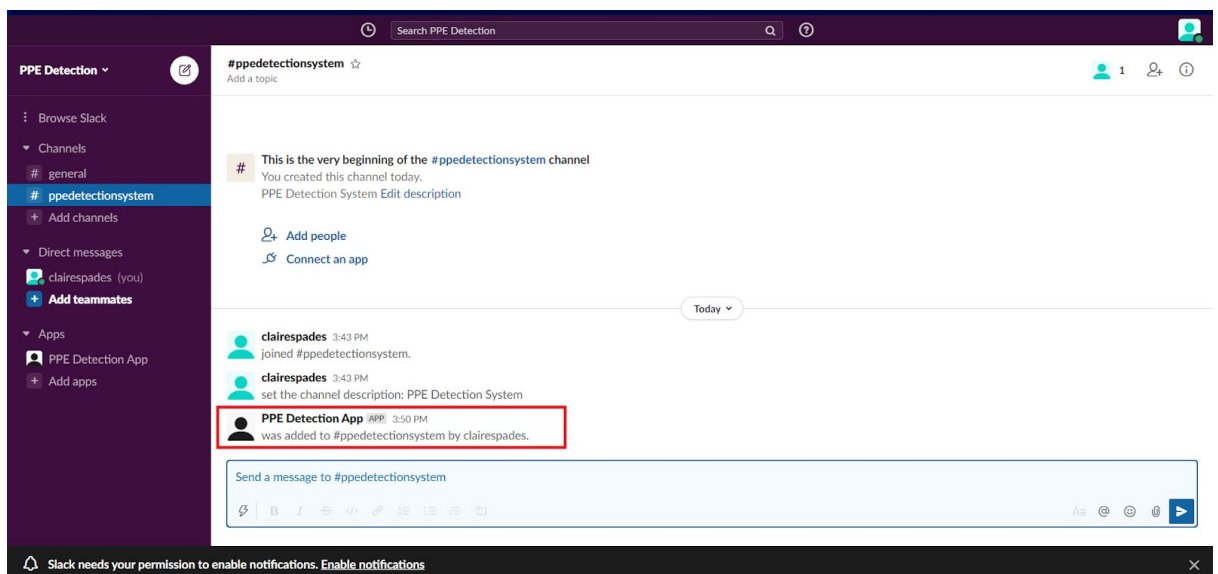 Search PPE Detection
PPE Detection
Browse Slack
Channels
# general
# ppedetectionsystem
+ Add channels
Direct messages
clairespades (you)
+ Add teammates
Apps
PPE Detection App
+ Add apps
#ppedetectionsystem
Add a topic
1
# This is the very beginning of the #ppedetectionsystem channel
You created this channel today.
PPE Detection System Edit description
Add people
Connect an app
Today
clairespades 3:43 PM
joined #ppedetectionsystem.
clairespades 3:43 PM
set the channel description: PPE Detection System
PPE Detection App APP 3:50 PM
was added to #ppedetectionsystem by clairespades.
Send a message to #ppedetectionsystem
B I S </> Aa @
Slack needs your permission to enable notifications. Enable notifications